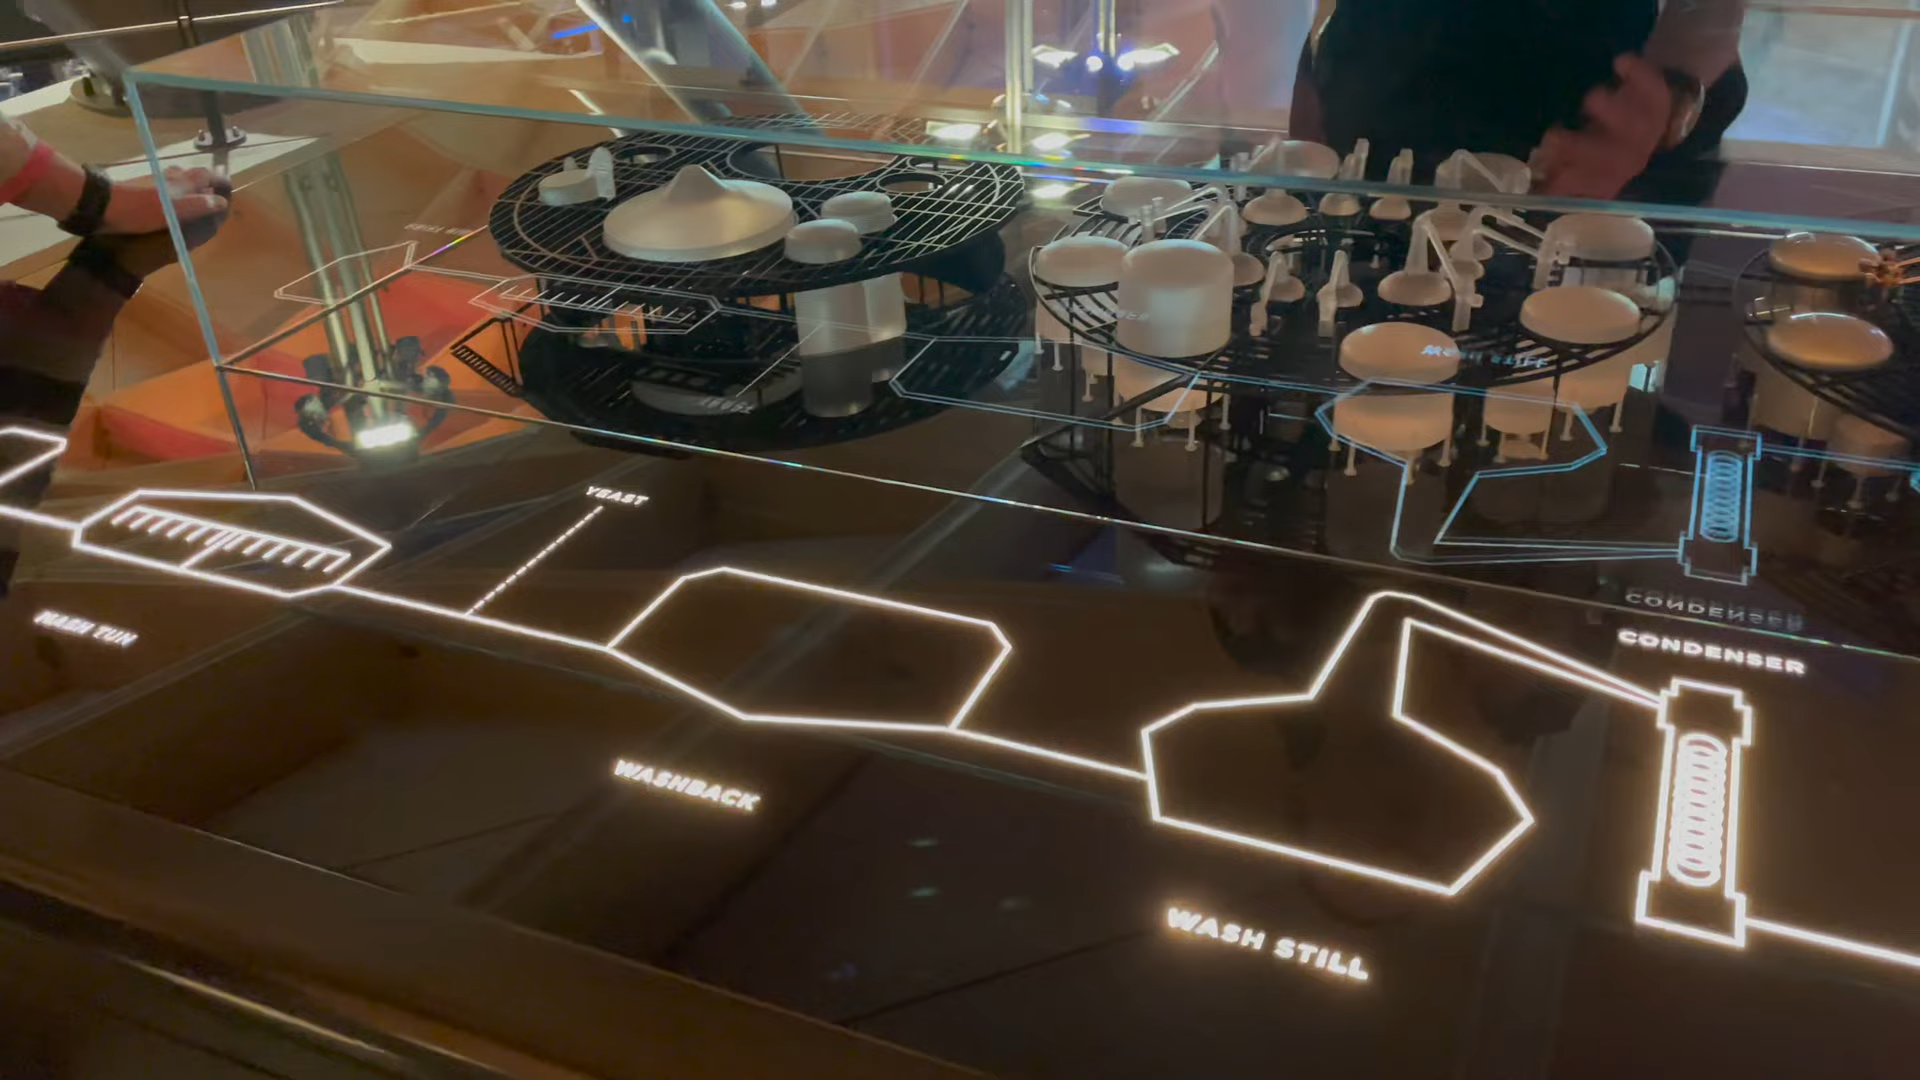 MASH TUN
YEAST
WASHBACK
WASH STILL
CONDENSER